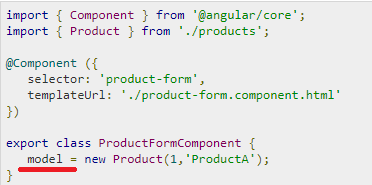 import { Component } from '@angular/core';
import { Product } from './products';
@Component ({
selector: 'product-form',
templateUrl: './product-form.component.html'
})
export class ProductFormComponent {
model = new Product(1,'ProductA');
}